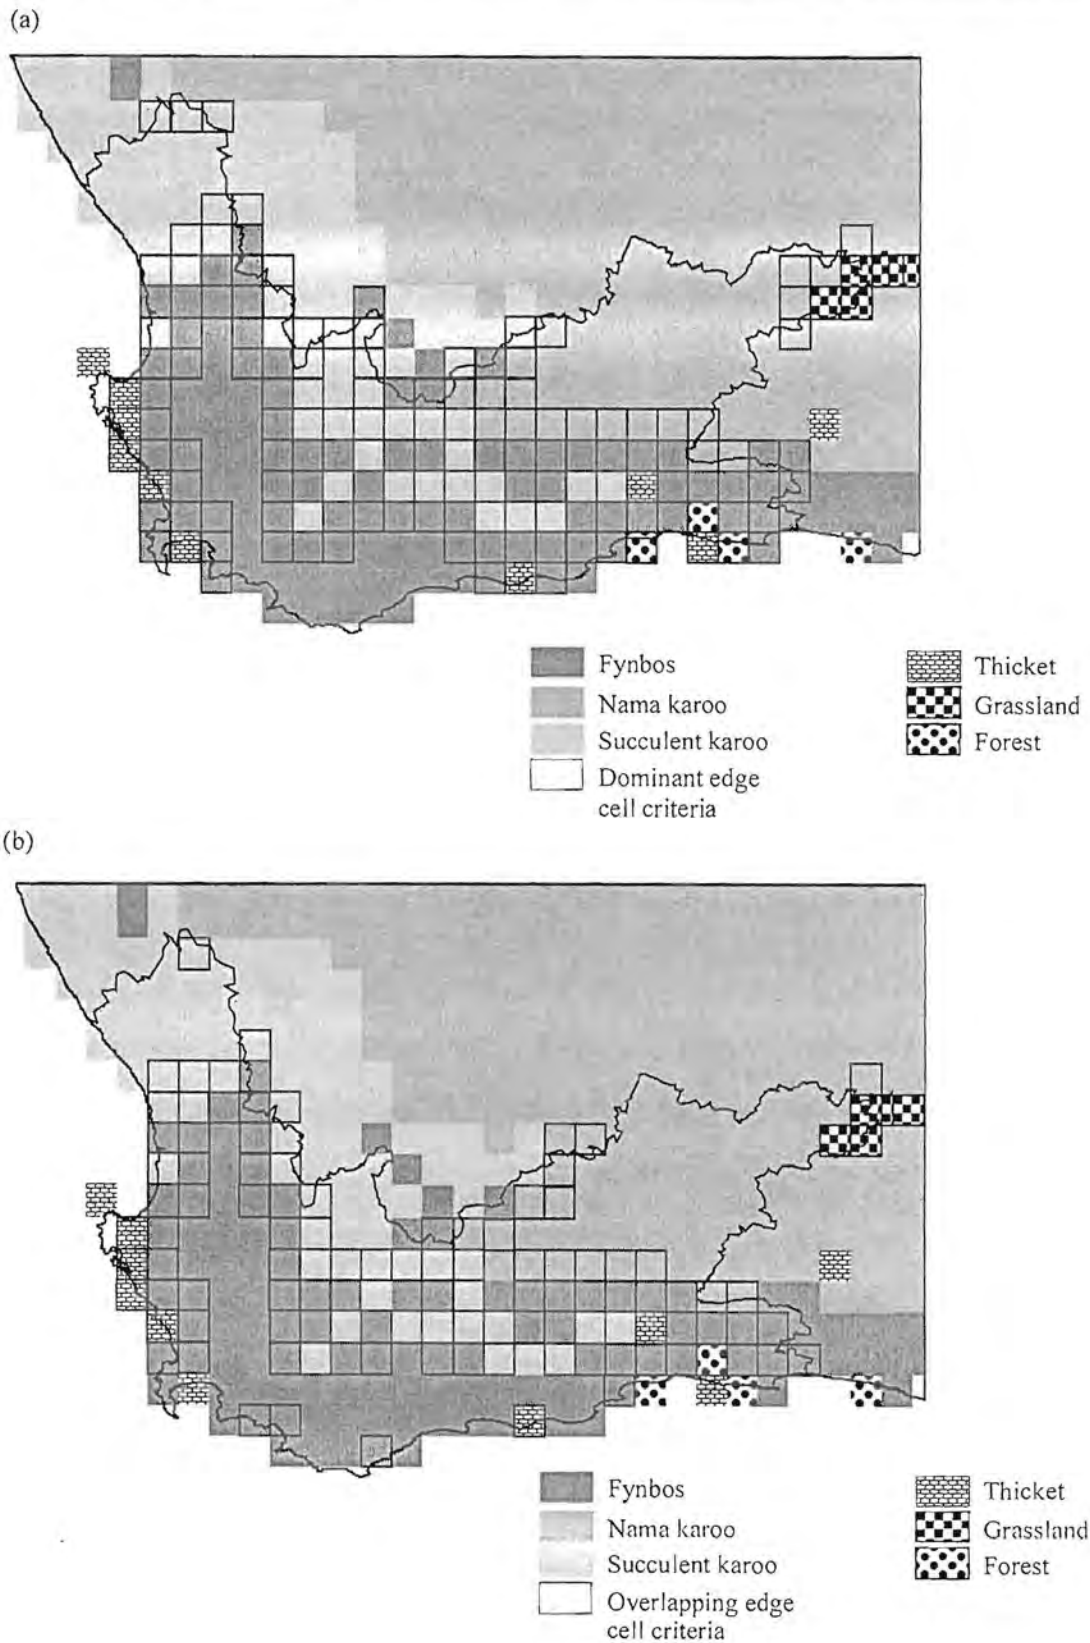 (a)
Fynbos
Nama karoo
Succulent karoo
Dominant edge
cell criteria
Thicket
Grassland
Forest
(b)
Fynbos
Nama karoo
Succulent karoo
Overlapping edge
cell criteria
Thicket
Grassland
Forest